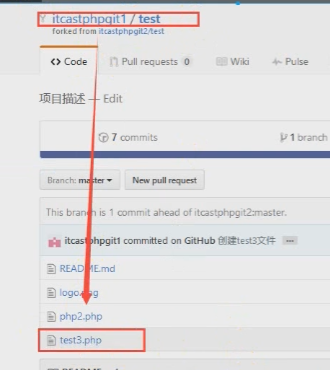 itcastphpgit1 / test
forked from itcastphpgit2/test
Code Pull requests 0 Wiki Pulse
项目描述 — Edit
7 commits 1 branch
Branch: master New pull request
This branch is 1 commit ahead of itcastphpgit2:master.
itcastphpgit1 committed on GitHub 创建test3文件 ...
README.md
php2.php
test3.php